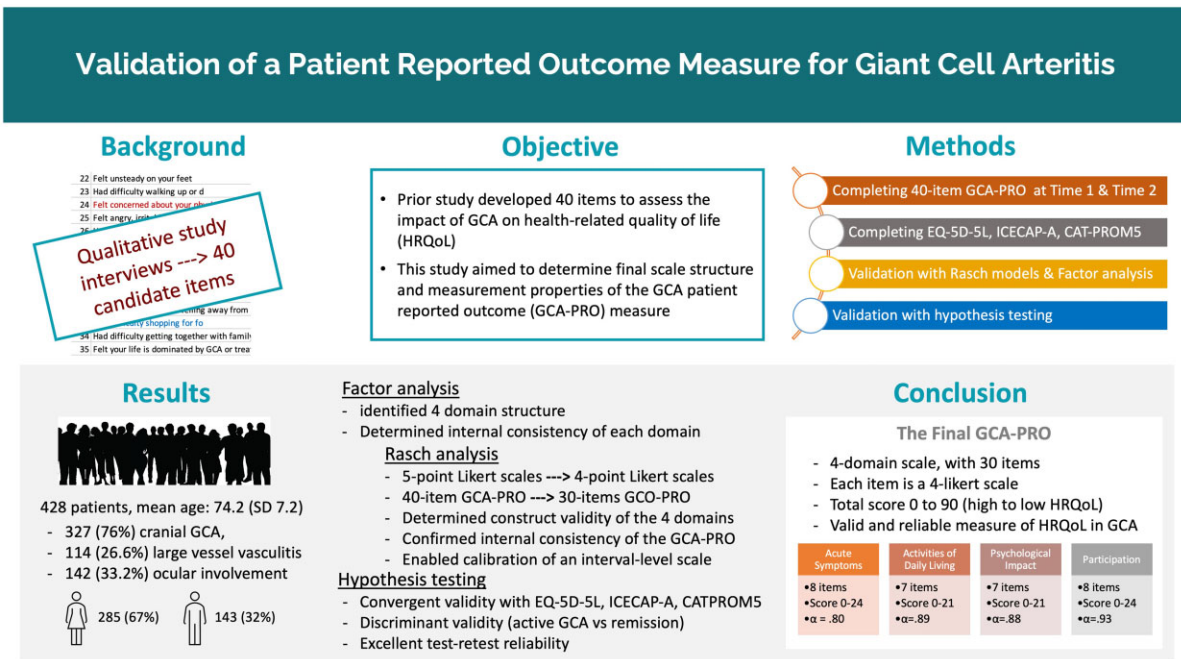 Validation of a Patient Reported Outcome Measure for Giant Cell Arteritis
Background
22 Felt unsteady on your feet
23 Had difficulty walking up or d
24 Felt concerned about your
25 Felt angry,
Qualitative study
interviews ---> 40
candidate items
away from
shopping for fo
34 Had difficulty getting together with family
35 Felt your life is dominated by GCA or trea
Objective
• Prior study developed 40 items to assess the
impact of GCA on health-related quality of life
(HRQoL)
• This study aimed to determine final scale structure
and measurement properties of the GCA patient
reported outcome (GCA-PRO) measure
Methods
Completing 40-item GCA-PRO at Time 1 & Time 2
Completing EQ-5D-5L, ICECAP-A, CAT-PROM5
Validation with Rasch models & Factor analysis
Validation with hypothesis testing
Results
428 patients, mean age: 74.2 (SD 7.2)
- 327 (76%) cranial GCA,
- 114 (26.6%) large vessel vasculitis
- 142 (33.2%) ocular involvement
285 (67%)
143 (32%)
Factor analysis
- identified 4 domain structure
- Determined internal consistency of each domain
Rasch analysis
- 5-point Likert scales ---> 4-point Likert scales
- 40-item GCA-PRO ---> 30-items GCO-PRO
- Determined construct validity of the 4 domains
- Confirmed internal consistency of the GCA-PRO
- Enabled calibration of an interval-level scale
Hypothesis testing
- Convergent validity with EQ-5D-5L, ICECAP-A, CATPROM5
- Discriminant validity (active GCA vs remission)
- Excellent test-retest reliability
Conclusion
The Final GCA-PRO
- 4-domain scale, with 30 items
- Each item is a 4-likert scale
- Total score 0 to 90 (high to low HRQoL)
- Valid and reliable measure of HRQoL in GCA
Acute
Symptoms
•8 items
•Score 0-24
•α = .80
Activities of
Daily Living
•7 items
•Score 0-21
•α=.89
Psychological
Impact
•7 items
•Score 0-21
•α=.88
Participation
•8 items
•Score 0-24
•α=.93